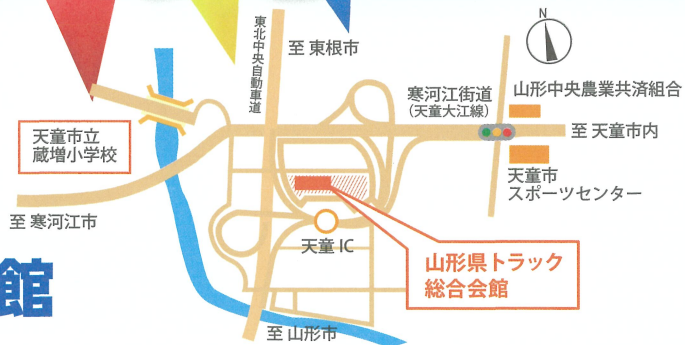 N
東北中央自動車道
至 東根市
寒河江街道
(天童大江線)
山形中央農業共済組合
至 天童市内
天童市立
蔵増小学校
天童市
スポーツセンター
至 寒河江市
天童 IC
山形県トラック
総合会館
館
至 山形市